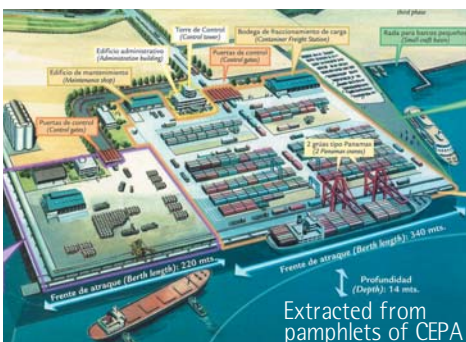 third phase
Torre de Control
(Control tower)
Bodega de fraccionamiento de carga
(Container Freight Station)
Rada para barcos pequeños
(Small craft basin)
Edificio administrativo
(Administration building)
Puertas de control
(Control gates)
Edificio de mantenimiento
(Maintenance shop)
Puertas de control
(Control gates)
2 grúas tipo Panamax
(2 Panamax cranes)
Frente de atraque (Berth length): 340 mts.
Frente de atraque (Berth length): 220 mts.
Profundidad
(Depth): 14 mts.
Extracted from
pamphlets of CEPA